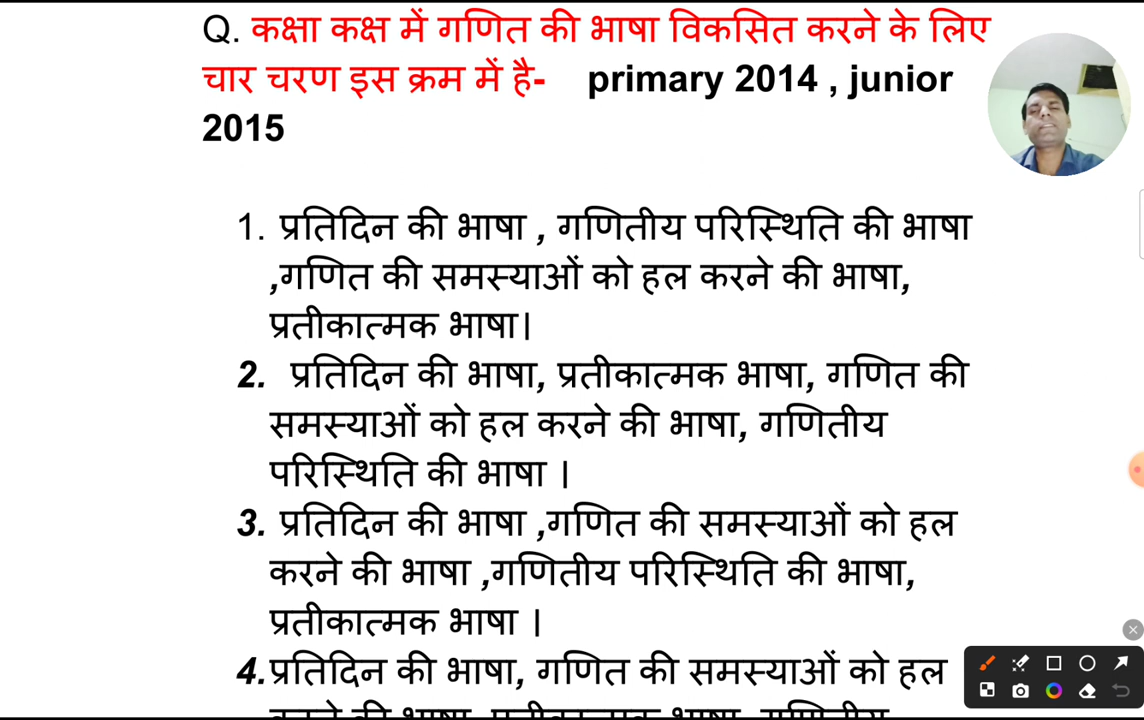 Q. कक्षा कक्ष में गणित की भाषा विकसित करने के लिए
चार चरण इस क्रम में है- primary 2014 , junior
2015
1. प्रतिदिन की भाषा , गणितीय परिस्थिति की भाषा
,गणित की समस्याओं को हल करने की भाषा,
प्रतीकात्मक भाषा।
2. प्रतिदिन की भाषा, प्रतीकात्मक भाषा, गणित की
समस्याओं को हल करने की भाषा, गणितीय
परिस्थिति की भाषा ।
3. प्रतिदिन की भाषा ,गणित की समस्याओं को हल
करने की भाषा ,गणितीय परिस्थिति की भाषा,
प्रतीकात्मक भाषा ।
4.प्रतिदिन की भाषा, गणित की समस्याओं को हल